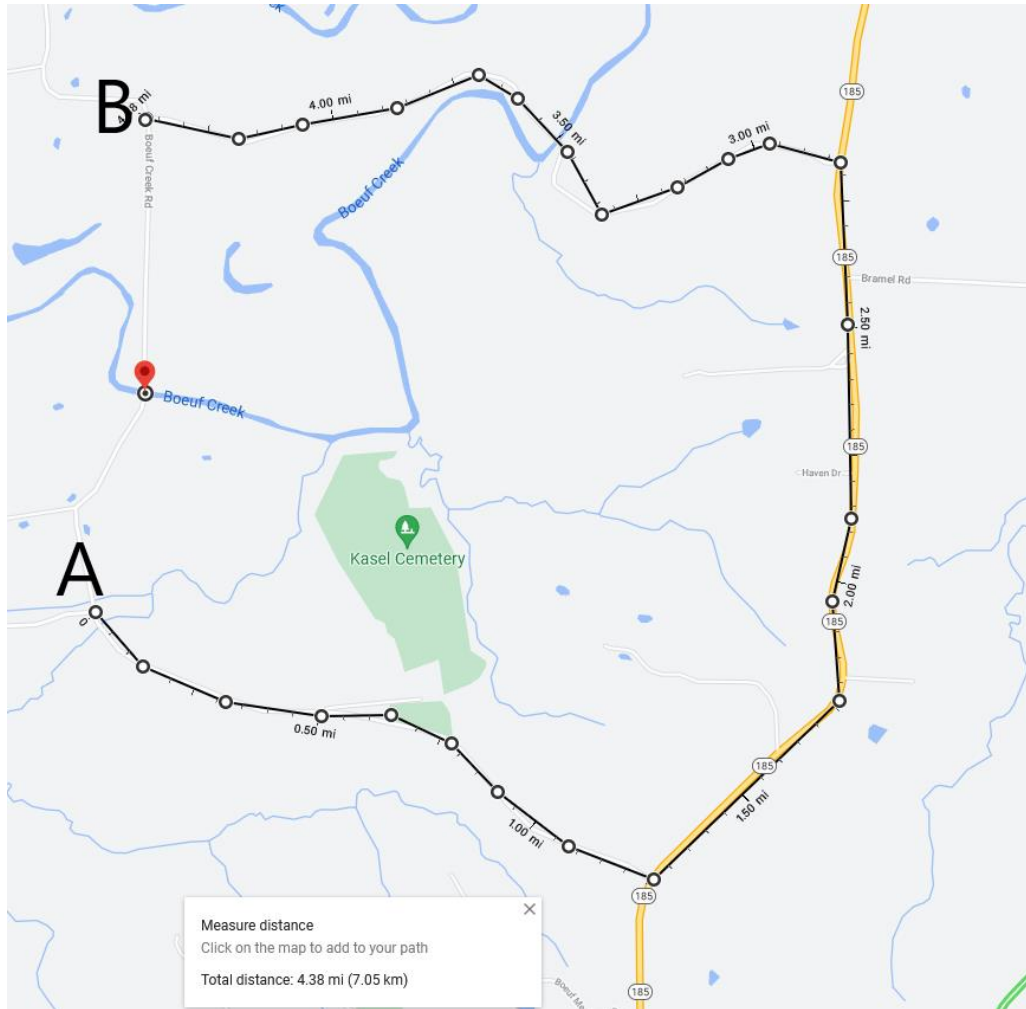 B
4.38 mi
4.00 mi
3.50 mi
3.00 mi
185
Boeuf Creek Rd
Boeuf Creek
185
Bramel Rd
2.50 mi
Boeuf Creek
185
Haven Dr
Kasel Cemetery
A
2.00 mi
0
185
0.50 mi
185
1.50 mi
1.00 mi
185
Measure distance
Click on the map to add to your path
Total distance: 4.38 mi (7.05 km)
185